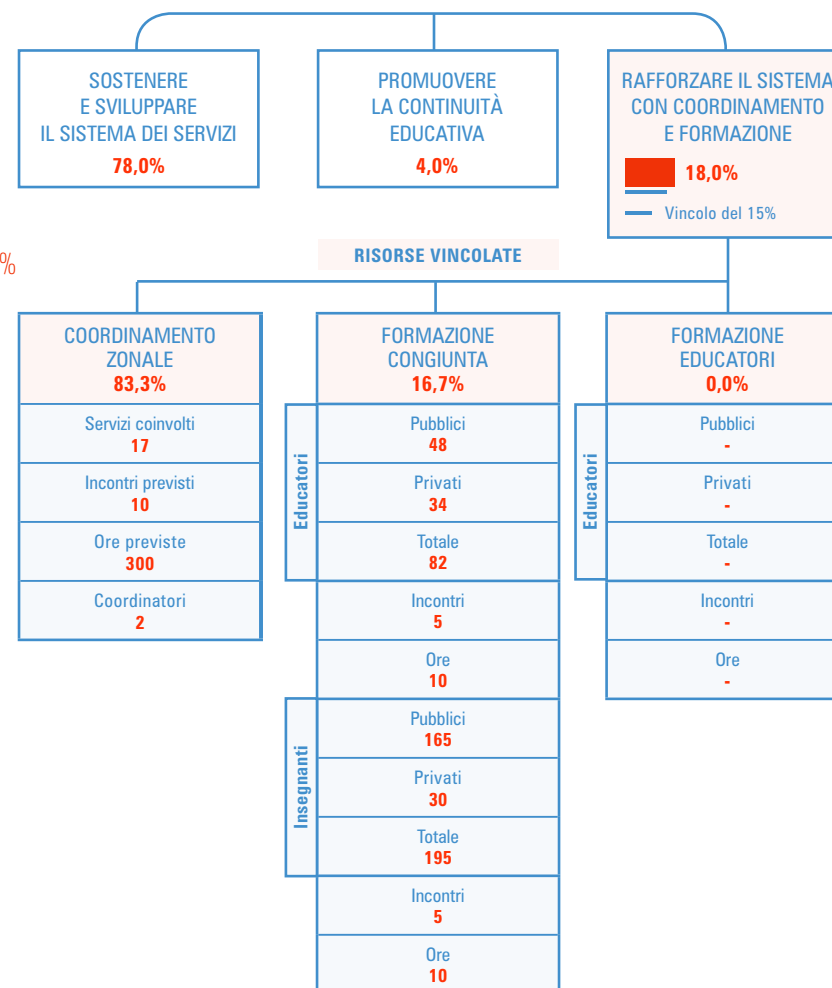 SOSTENERE
E SVILUPPARE
IL SISTEMA DEI SERVIZI
78,0%
PROMUOVERE
LA CONTINUITÀ
EDUCATIVA
4,0%
RAFFORZARE IL SISTEMA
CON COORDINAMENTO
E FORMAZIONE
18,0%
Vincolo del 15%
%
RISORSE VINCOLATE
COORDINAMENTO
ZONALE
83,3%
Servizi coinvolti
17
Incontri previsti
10
Ore previste
300
Coordinatori
2
FORMAZIONE
CONGIUNTA
16,7%
Educatori
Pubblici
48
Privati
34
Totale
82
Incontri
5
Ore
10
Insegnanti
Pubblici
165
Privati
30
Totale
195
Incontri
5
Ore
10
FORMAZIONE
EDUCATORI
0,0%
Educatori
Pubblici
-
Privati
-
Totale
-
Incontri
-
Ore
-